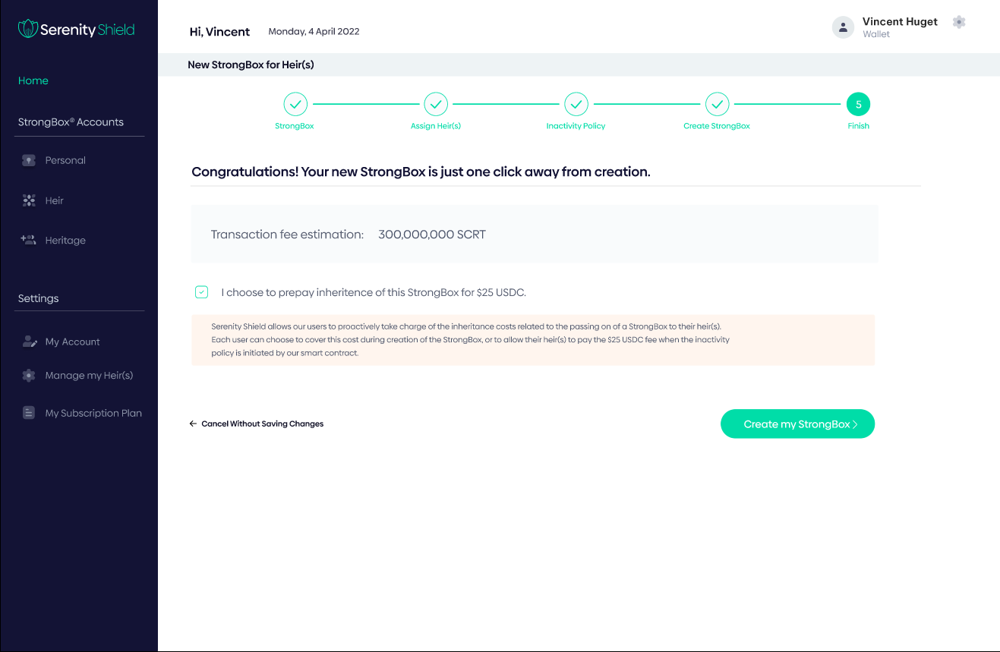 Serenity Shield
Hi, Vincent
Monday, 4 April 2022
Vincent Huget
Wallet
New StrongBox for Heir(s)
Home
StrongBox® Accounts
Personal
Heir
Heritage
Settings
My Account
Manage my Heir(s)
My Subscription Plan
5
StrongBox
Assign Heir(s)
Inactivity Policy
Create StrongBox
Finish
Congratulations! Your new StrongBox is just one click away from creation.
Transaction fee estimation: 300,000,000 SCRT
I choose to prepay inheritence of this StrongBox for $25 USDC.
Serenity Shield allows our users to proactively take charge of the inheritance costs related to the passing on of a StrongBox to their heir(s).
Each user can choose to cover this cost during creation of the StrongBox, or to allow their heir(s) to pay the $25 USDC fee when the inactivity
policy is initiated by our smart contract.
Cancel Without Saving Changes
Create my StrongBox